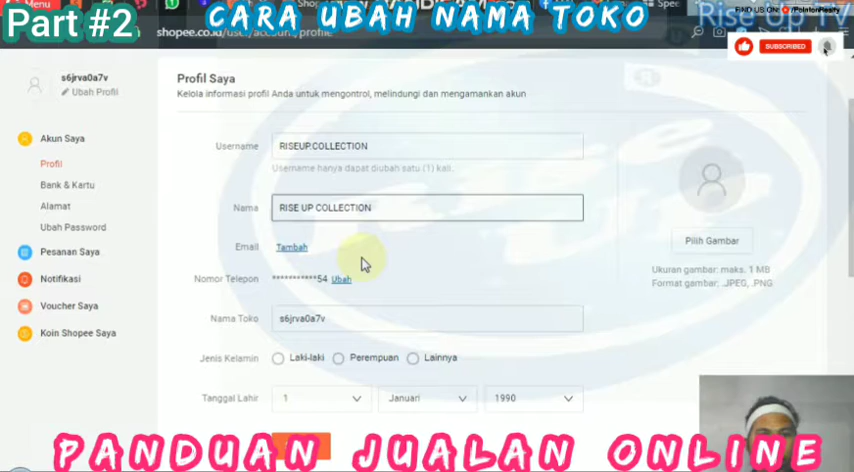 Menu
CARA UBAH NAMA TOKO
Part #2
Rise Up TV
FIND US ON: /PointonRealty
SUBSCRIBED
shopee.co.id/user/account/profile
s6jrva0a7v
Ubah Profil
Profil Saya
Kelola informasi profil Anda untuk mengontrol, melindungi dan mengamankan akun
Akun Saya
Profil
Bank & Kartu
Alamat
Ubah Password
Pesanan Saya
Notifikasi
Voucher Saya
Koin Shopee Saya
Username RISEUP.COLLECTION
Username hanya dapat diubah satu (1) kali.
Nama RISE UP COLLECTION
Email Tambah
Nomor Telepon ***********54 Ubah
Nama Toko s6jrva0a7v
Jenis Kelamin Laki-laki Perempuan Lainnya
Tanggal Lahir 1 Januari 1990
Pilih Gambar
Ukuran gambar: maks. 1 MB
Format gambar: .JPEG, .PNG
PANDUAN JUALAN ONLINE